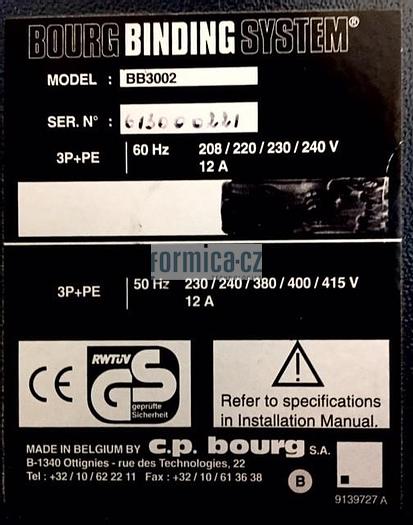 BOURG BINDING SYSTEM®
MODEL : BB3002
SER. N° : 613000221
3P+PE 60 Hz 208 / 220 / 230 / 240 V
12 A
formica.cz
3P+PE 50 Hz 230 / 240 / 380 / 400 / 415 V
12 A
CE
RWTÜV
GS
geprüfte
Sicherheit
Refer to specifications
in Installation Manual.
MADE IN BELGIUM BY c.p. bourg S.A.
B-1340 Ottignies - rue des Technologies, 22
Tel : +32 / 10 / 62 22 11 Fax : +32 / 10 / 61 36 38
B
9139727 A